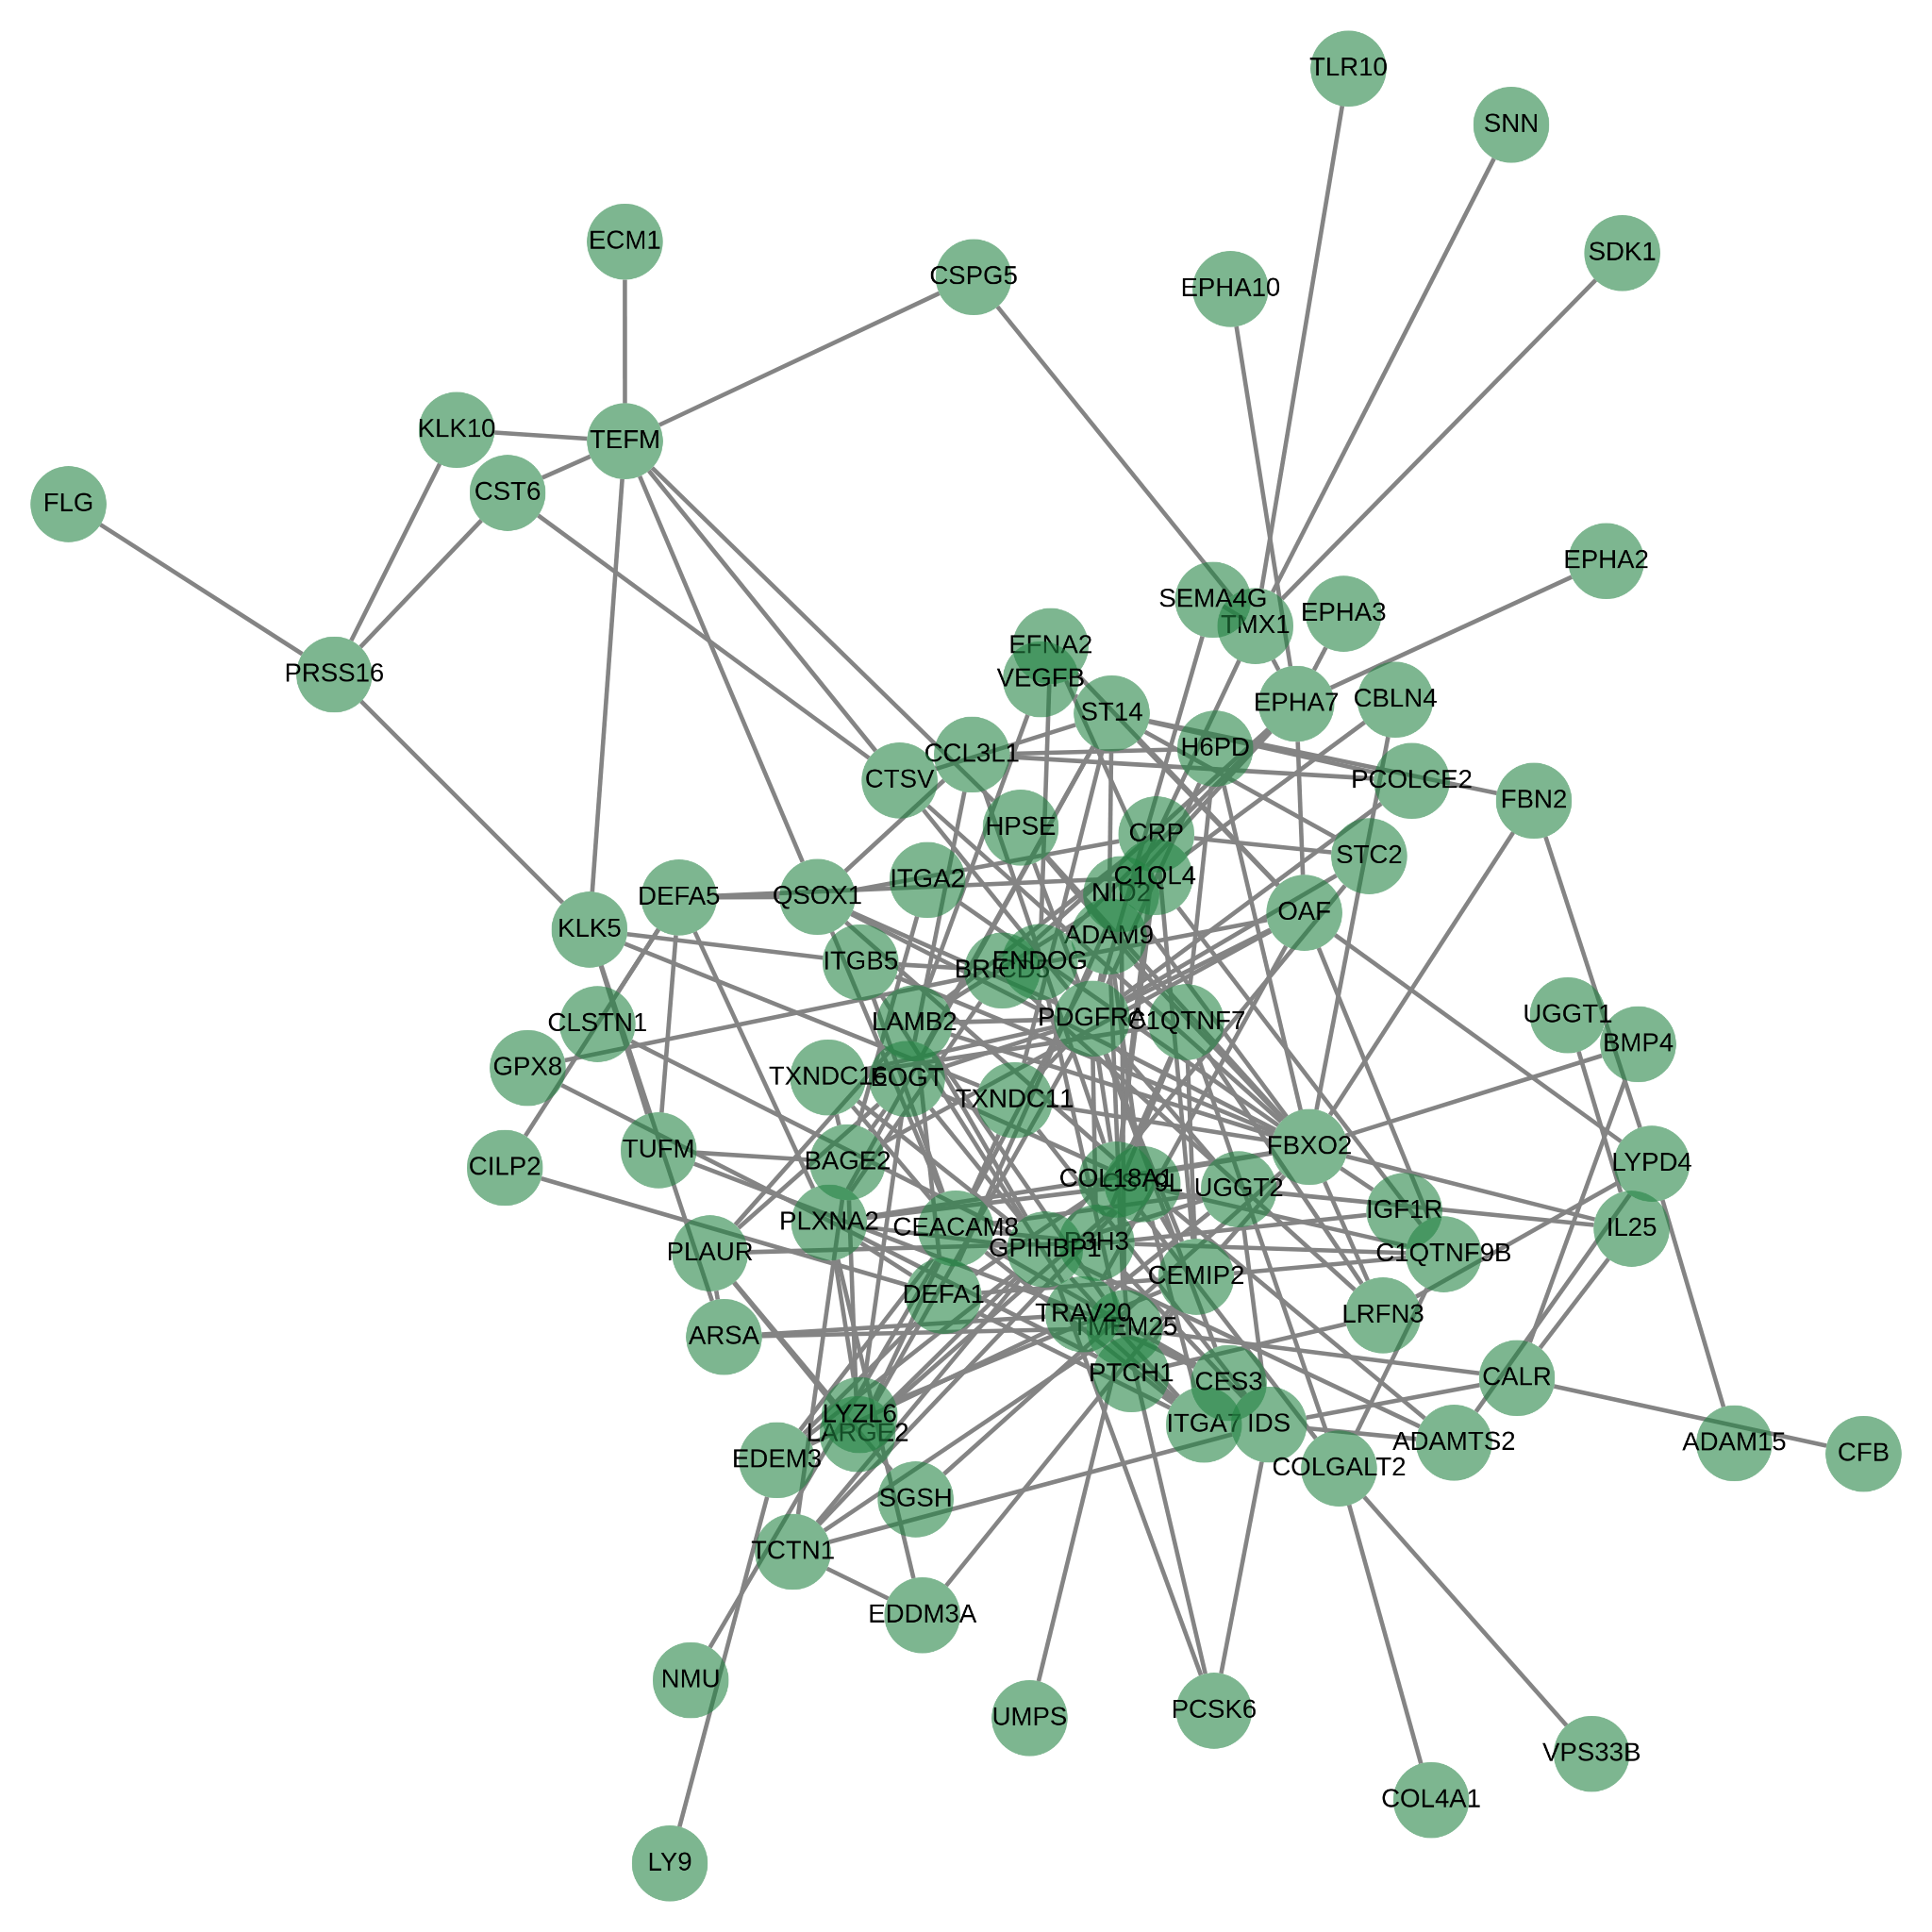 TLR10
SNN
ECM1
SDK1
CSPG5
EPHA10
KLK10
TEFM
CST6
FLG
EPHA2
SEMA4G
EPHA3
TMX1
EFNA2
PRSS16
VEGFB
CBLN4
EPHA7
ST14
H6PD
CCL3L1
CTSV
PCOLCE2
FBN2
HPSE
CRP
STC2
C1QL4
ITGA2
NID2
DEFA5
QSOX1
OAF
KLK5
ADAM9
ITGB5
ENDOG
UGGT1
CLSTN1
LAMB2
PDGFRA
C1QTNF7
BMP4
GPX8
TXNDC16
EOGT
TXNDC11
TUFM
FBXO2
BAGE2
LYPD4
CILP2
COL18A1
UGGT2
IGF1R
PLXNA2
CEACAM8
IL25
PLAUR
GPIHBP1
P3H3
C1QTNF9B
CEMIP2
DEFA1
TRAV20
LRFN3
TMEM25
ARSA
PTCH1
CES3
CALR
LYZL6
ITGA7
IDS
LARGE2
ADAMTS2
ADAM15
CFB
EDEM3
COLGALT2
SGSH
TCTN1
EDDM3A
NMU
UMPS
PCSK6
VPS33B
COL4A1
LY9